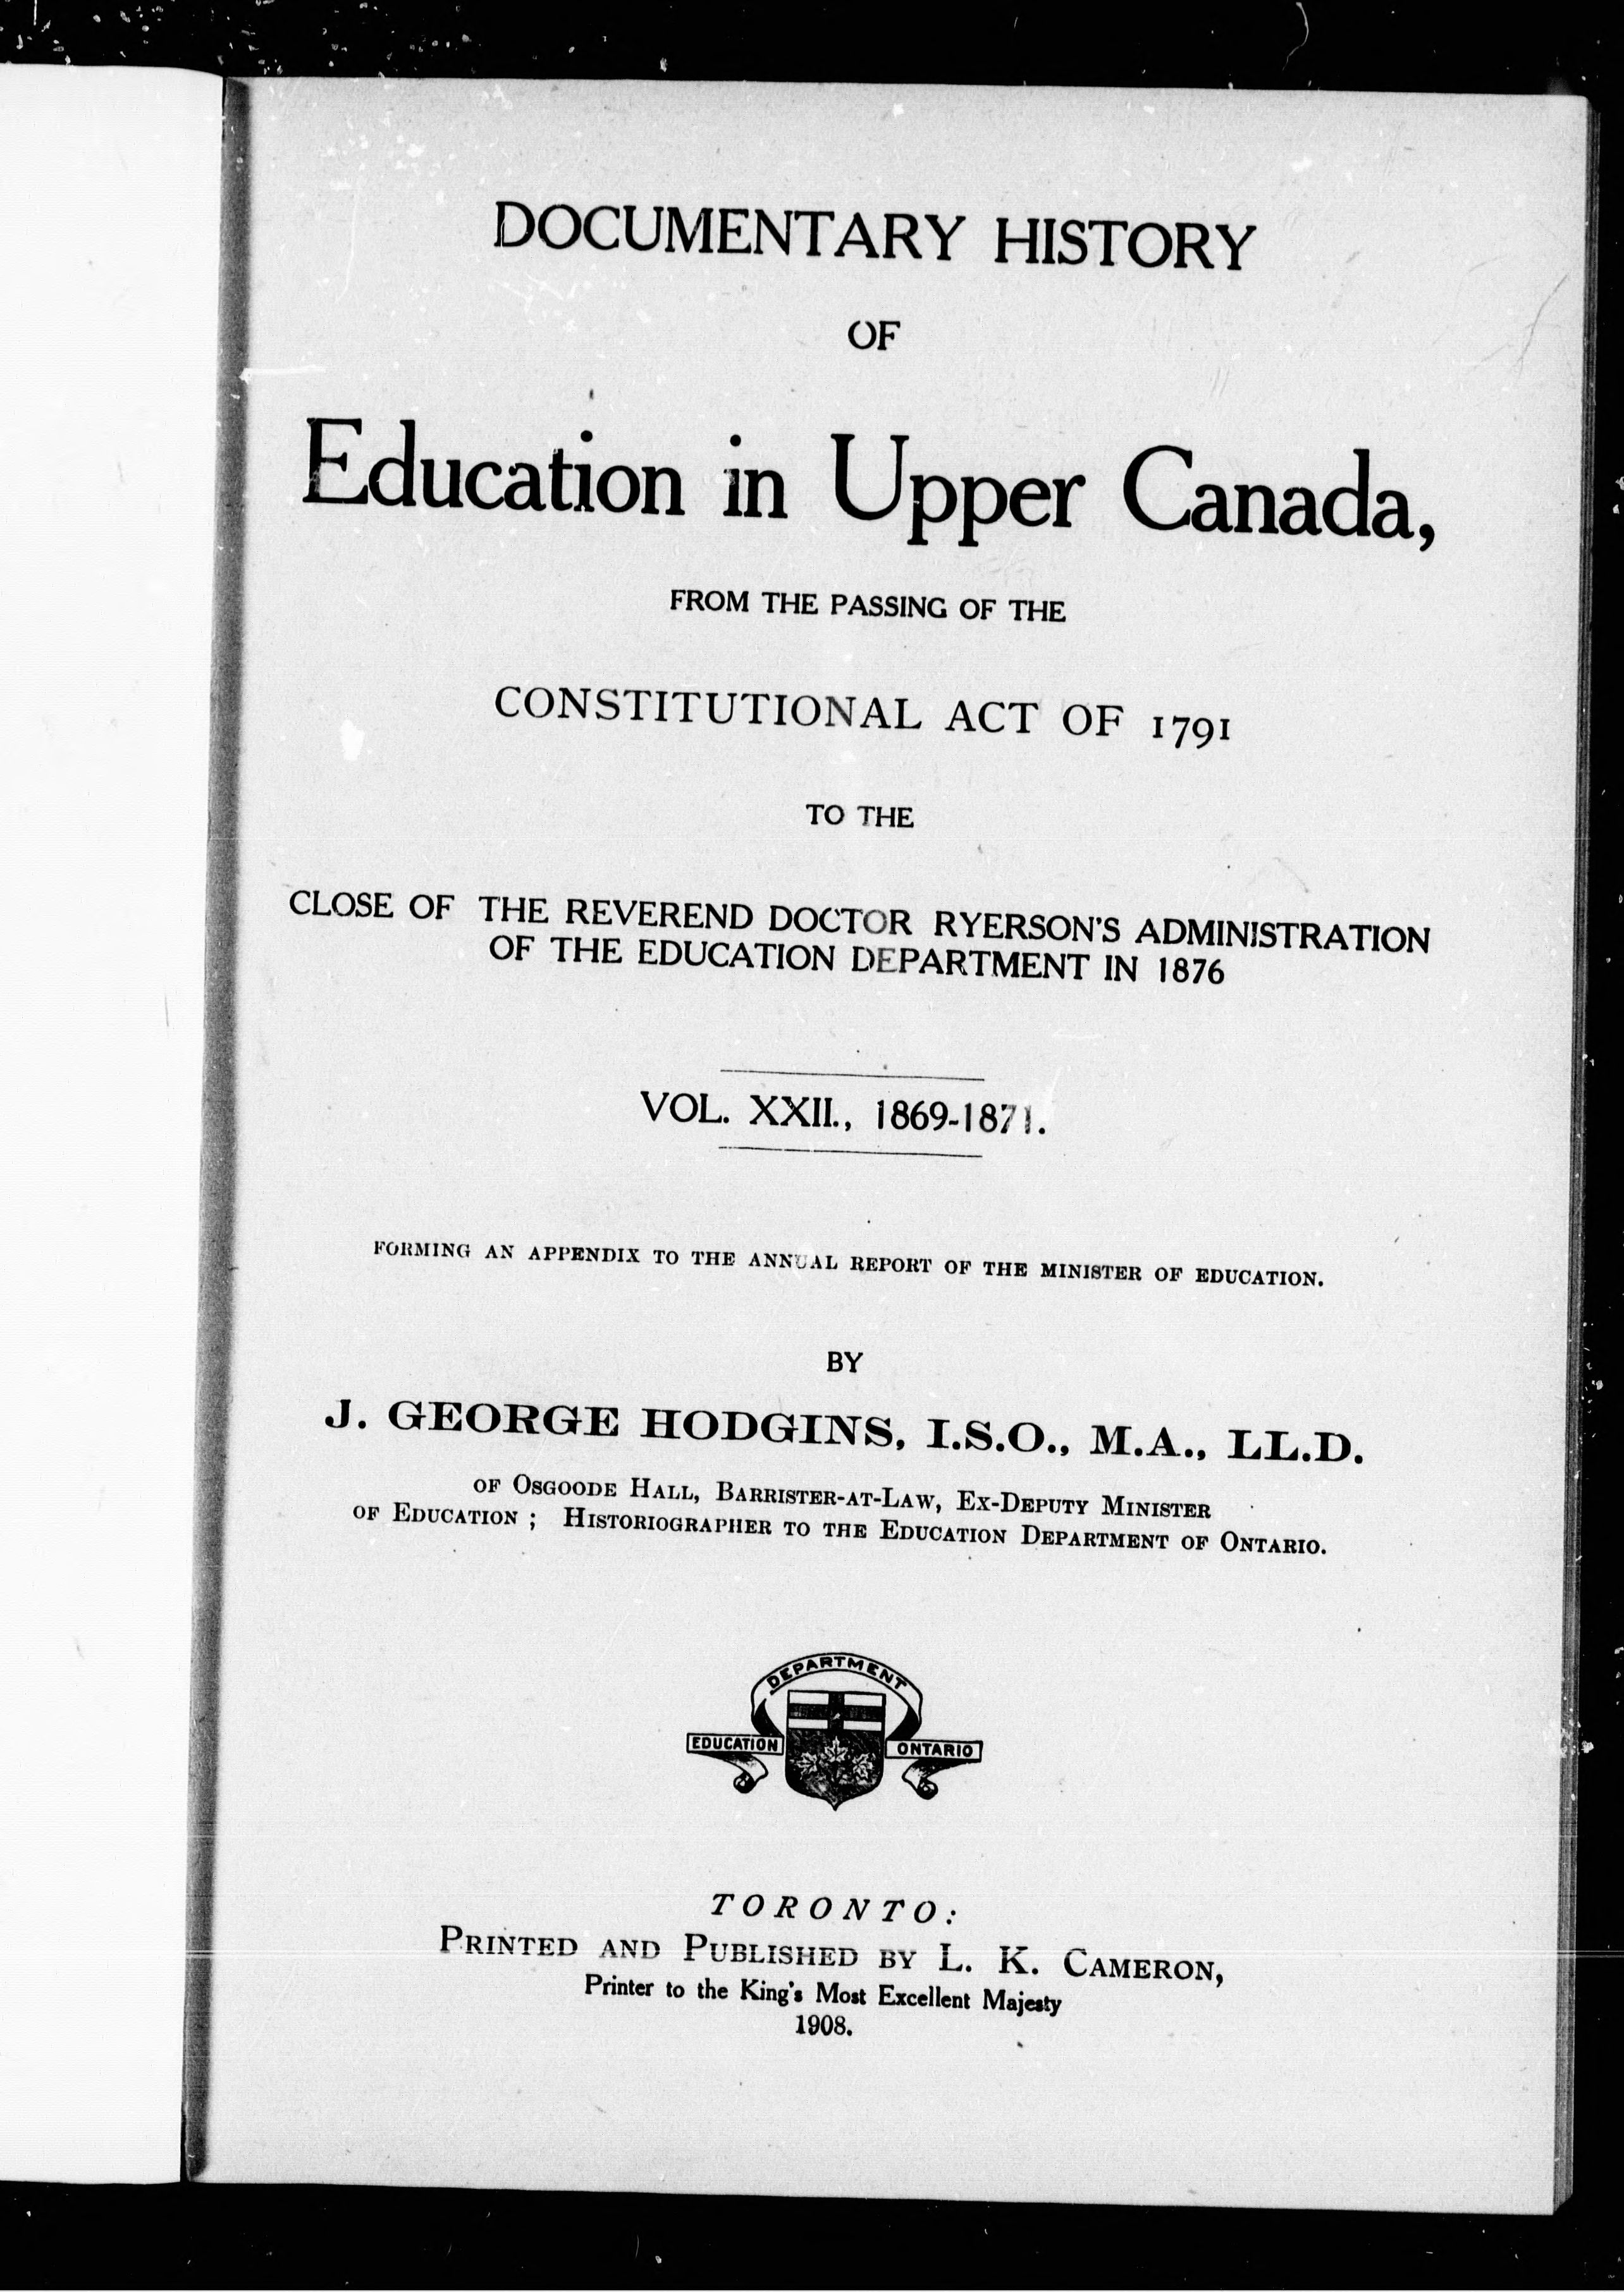 DOCUMENTARY HISTORY
OF
Education in Upper Canada,
FROM THE PASSING OF THE
CONSTITUTIONAL ACT OF 1791
TO THE
CLOSE OF THE REVEREND DOCTOR RYERSON'S ADMINISTRATION
OF THE EDUCATION DEPARTMENT IN 1876
VOL. XXII., 1869-1871.
FORMING AN APPENDIX TO THE ANNUAL REPORT OF THE MINISTER OF EDUCATION.
BY
J. GEORGE HODGINS, I.S.O., M.A., LL.D.
OF OSGOODE HALL, BARRISTER-AT-LAW, EX-DEPUTY MINISTER
OF EDUCATION; HISTORIOGRAPHER TO THE EDUCATION DEPARTMENT OF ONTARIO.
DEPARTMENT
EDUCATION ONTARIO
TORONTO:
PRINTED AND PUBLISHED BY L. K. CAMERON,
Printer to the King's Most Excellent Majesty
1908.